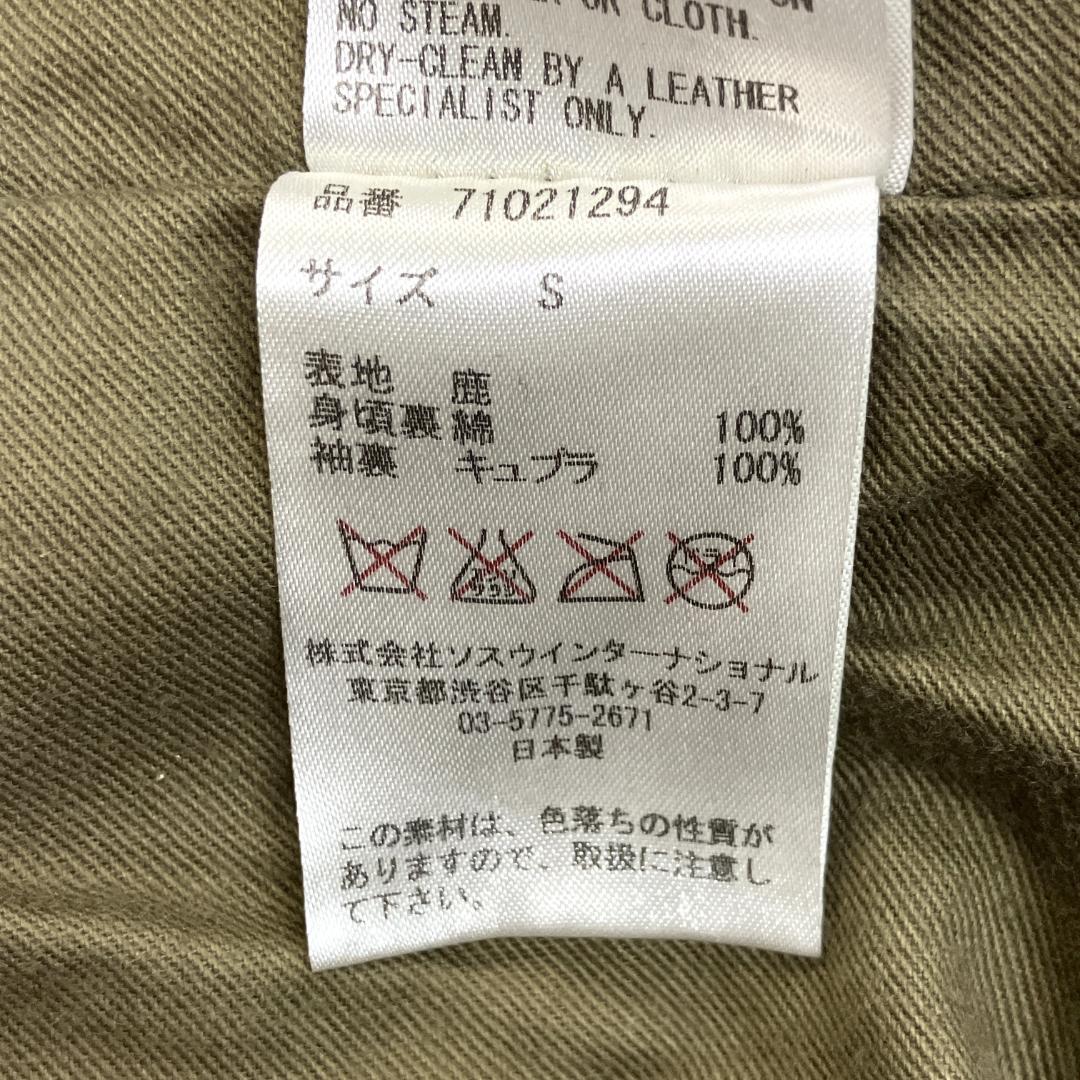 OR CLOTH.
NO STEAM.
DRY-CLEAN BY A LEATHER
SPECIALIST ONLY.
品番 71021294
サイズ S
表地 鹿
身頃裏 綿 100%
袖裏 キュプラ 100%
株式会社ソスウインターナショナル
東京都渋谷区千駄ヶ谷2-3-7
03-5775-2671
日本製
この素材は、色落ちの性質が
ありますので、取扱に注意し
て下さい。